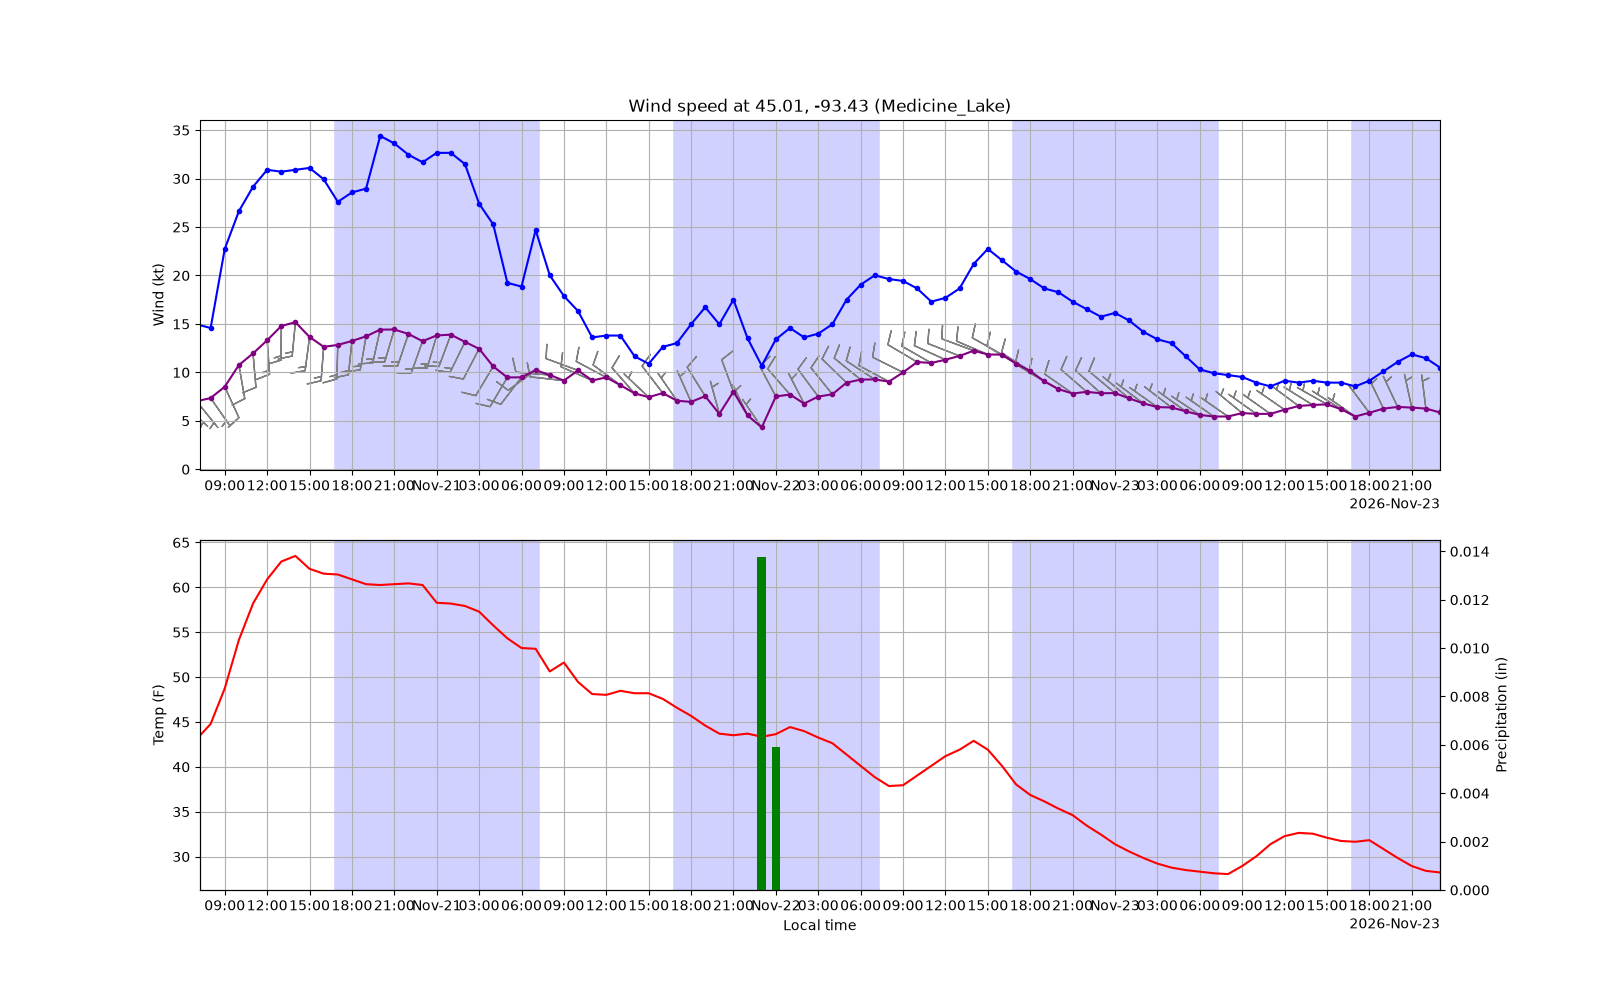 Wind speed at 45.01, -93.43 (Medicine_Lake)
Wind (kt)
35
30
25
20
15
10
5
0
09:00 12:00 15:00 18:00 21:00 Nov-21 03:00 06:00 09:00 12:00 15:00 18:00 21:00 Nov-22 03:00 06:00 09:00 12:00 15:00 18:00 21:00 Nov-23 03:00 06:00 09:00 12:00 15:00 18:00 21:00
2026-Nov-23
Temp (F)
65
60
55
50
45
40
35
30
0.014
0.012
0.010
0.008
0.006
0.004
0.002
0.000
Precipitation (in)
09:00 12:00 15:00 18:00 21:00 Nov-21 03:00 06:00 09:00 12:00 15:00 18:00 21:00 Nov-22 03:00 06:00 09:00 12:00 15:00 18:00 21:00 Nov-23 03:00 06:00 09:00 12:00 15:00 18:00 21:00
2026-Nov-23
Local time